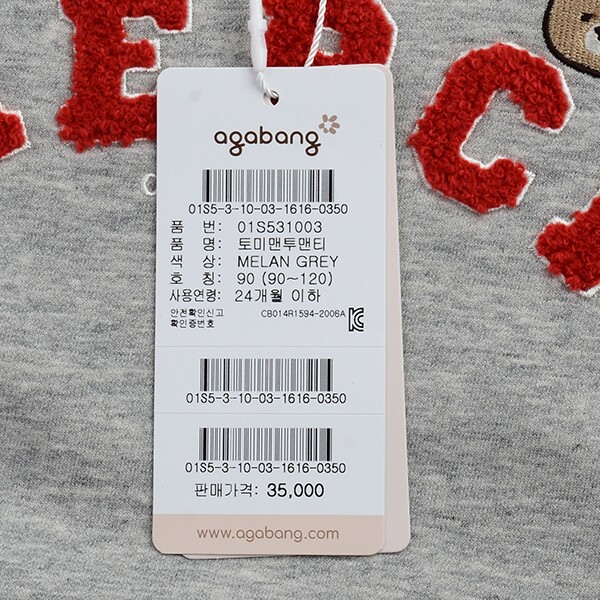 agabang
01S5-3-10-03-1616-0350
품 번: 01S531003
품 명: 토미맨투맨티
색 상: MELAN GREY
호 칭: 90 (90~120)
사용연령: 24개월 이하
안전확인신고
확인증번호 CB014R1594-2006A
01S5-3-10-03-1616-0350
01S5-3-10-03-1616-0350
판매가격: 35,000
www.agabang.com